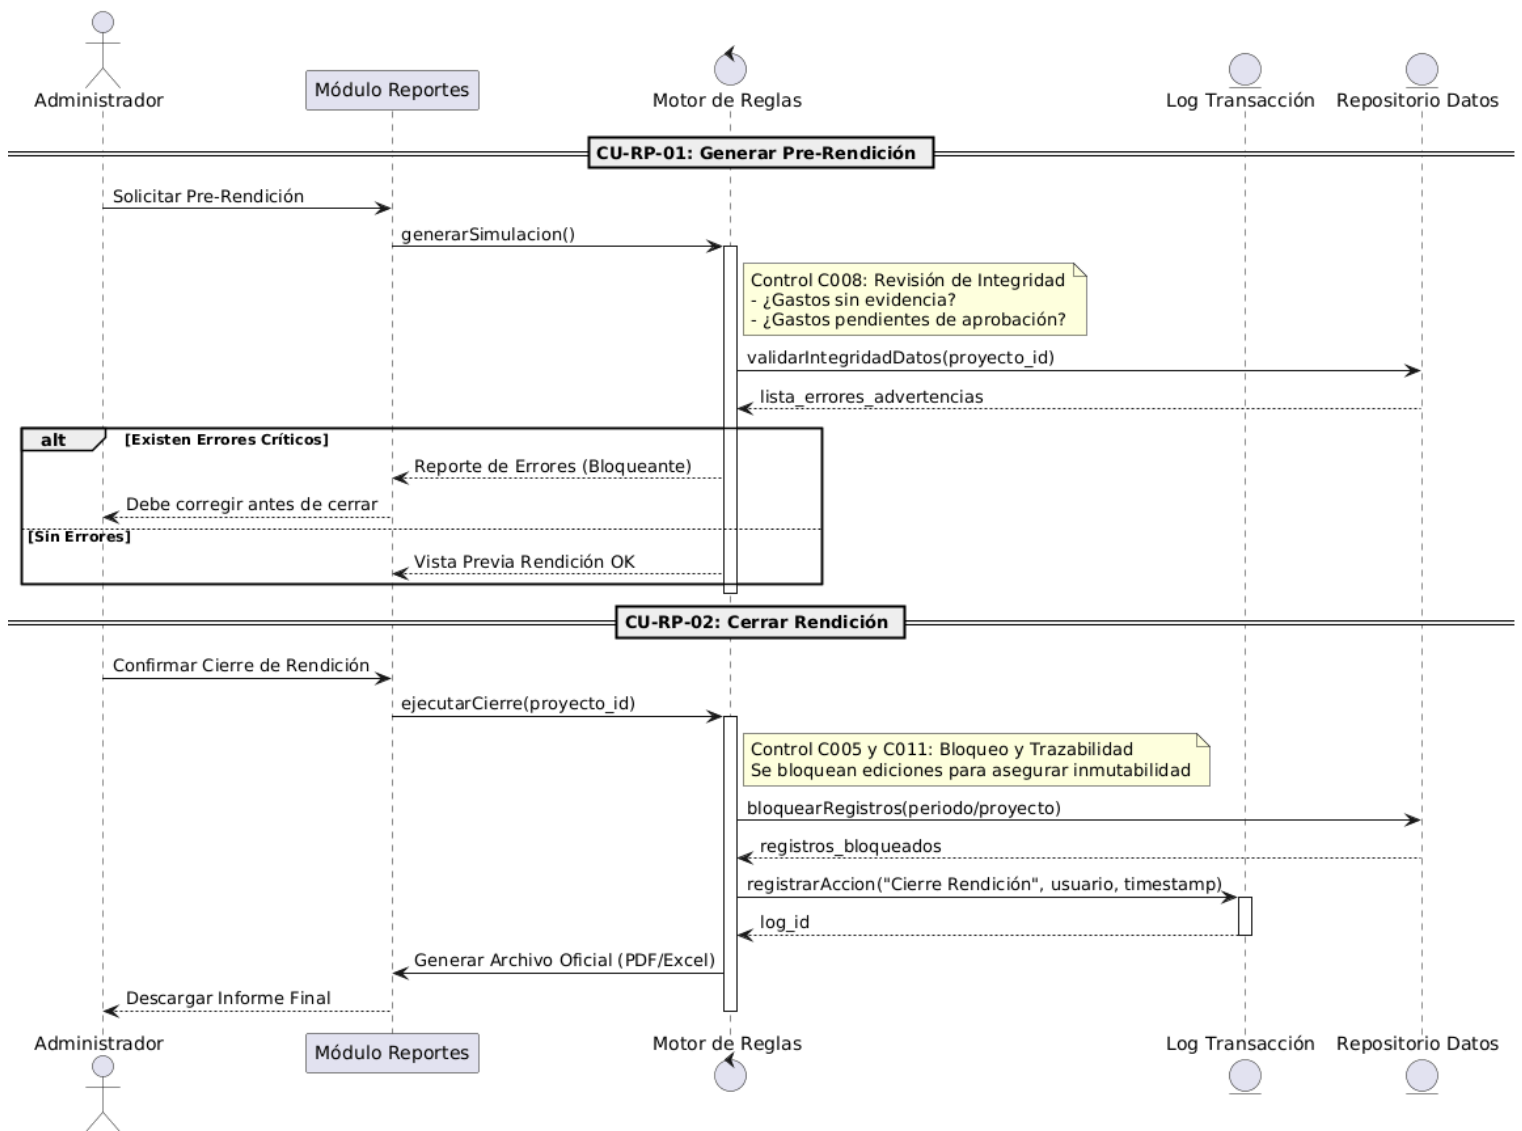 Administrador
Módulo Reportes
Motor de Reglas
Log Transacción
Repositorio Datos
CU-RP-01: Generar Pre-Rendición
Solicitar Pre-Rendición
generarSimulacion()
Control C008: Revisión de Integridad
- ¿Gastos sin evidencia?
- ¿Gastos pendientes de aprobación?
validarIntegridadDatos(proyecto_id)
lista_errores_advertencias
alt
[Existen Errores Críticos]
Reporte de Errores (Bloqueante)
Debe corregir antes de cerrar
[Sin Errores]
Vista Previa Rendición OK
CU-RP-02: Cerrar Rendición
Confirmar Cierre de Rendición
ejecutarCierre(proyecto_id)
Control C005 y C011: Bloqueo y Trazabilidad
Se bloquean ediciones para asegurar inmutabilidad
bloquearRegistros(periodo/proyecto)
registros_bloqueados
registrarAccion("Cierre Rendición", usuario, timestamp)
log_id
Generar Archivo Oficial (PDF/Excel)
Descargar Informe Final
Administrador
Módulo Reportes
Motor de Reglas
Log Transacción
Repositorio Datos